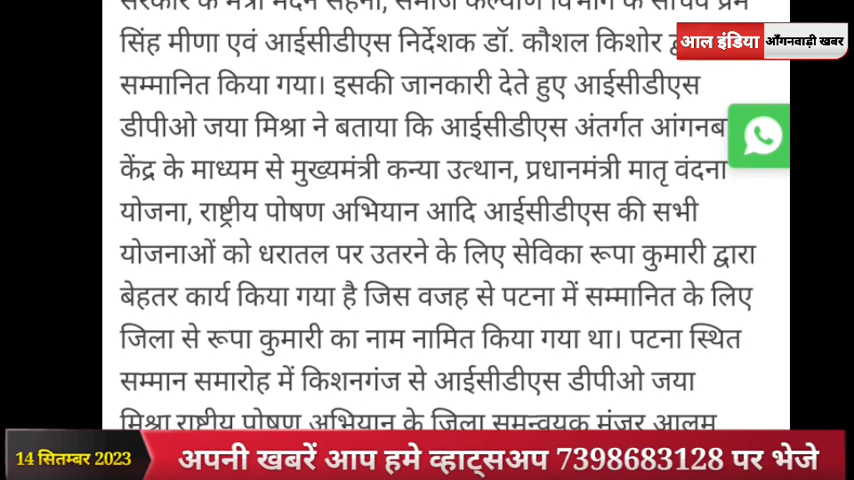 सरकार के मंत्री मदन सहनी, समाज कल्याण विभाग के सचिव प्रेम
सिंह मीणा एवं आईसीडीएस निर्देशक डॉ. कौशल किशोर
आल इंडिया आँगनवाड़ी खबर
सम्मानित किया गया। इसकी जानकारी देते हुए आईसीडीएस
डीपीओ जया मिश्रा ने बताया कि आईसीडीएस अंतर्गत आंगनब
केंद्र के माध्यम से मुख्यमंत्री कन्या उत्थान, प्रधानमंत्री मातृ वंदना
योजना, राष्ट्रीय पोषण अभियान आदि आईसीडीएस की सभी
योजनाओं को धरातल पर उतरने के लिए सेविका रूपा कुमारी द्वारा
बेहतर कार्य किया गया है जिस वजह से पटना में सम्मानित के लिए
जिला से रूपा कुमारी का नाम नामित किया गया था। पटना स्थित
सम्मान समारोह में किशनगंज से आईसीडीएस डीपीओ जया
मिश्रा राष्ट्रीय पोषण अभियान के जिला समन्वयक मंजर आलम
14 सितम्बर 2023
अपनी खबरें आप हमे व्हाट्सअप 7398683128 पर भेजे